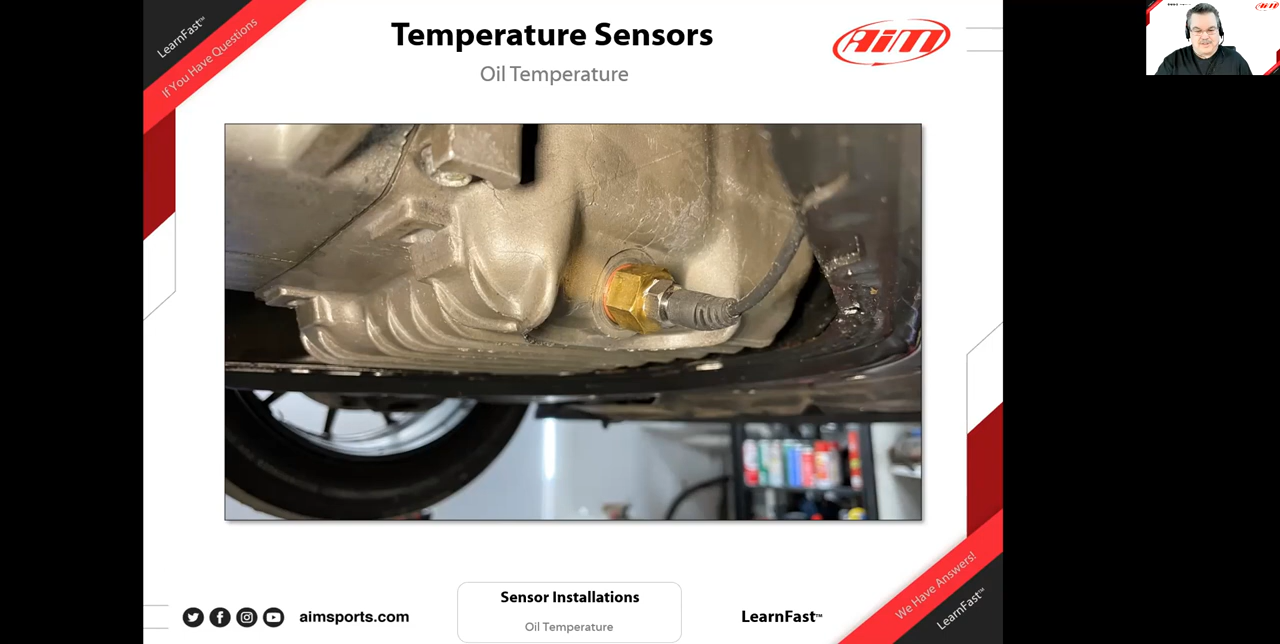 LearnFast™
If You Have Questions
Temperature Sensors
Oil Temperature
AiM
aimsports.com
Sensor Installations
Oil Temperature
LearnFast™
We Have Answers!
LearnFast™